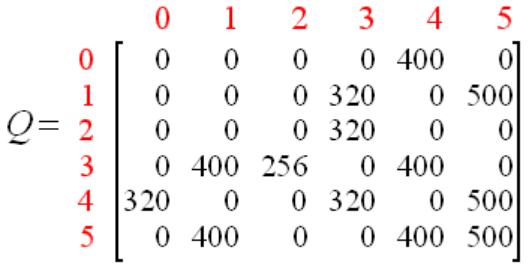 0 1 2 3 4 5
0 0 0 0 0 400 0
1 0 0 0 320 0 500
Q= 2 0 0 0 320 0 0
3 0 400 256 0 400 0
4 320 0 0 320 0 500
5 0 400 0 0 400 500